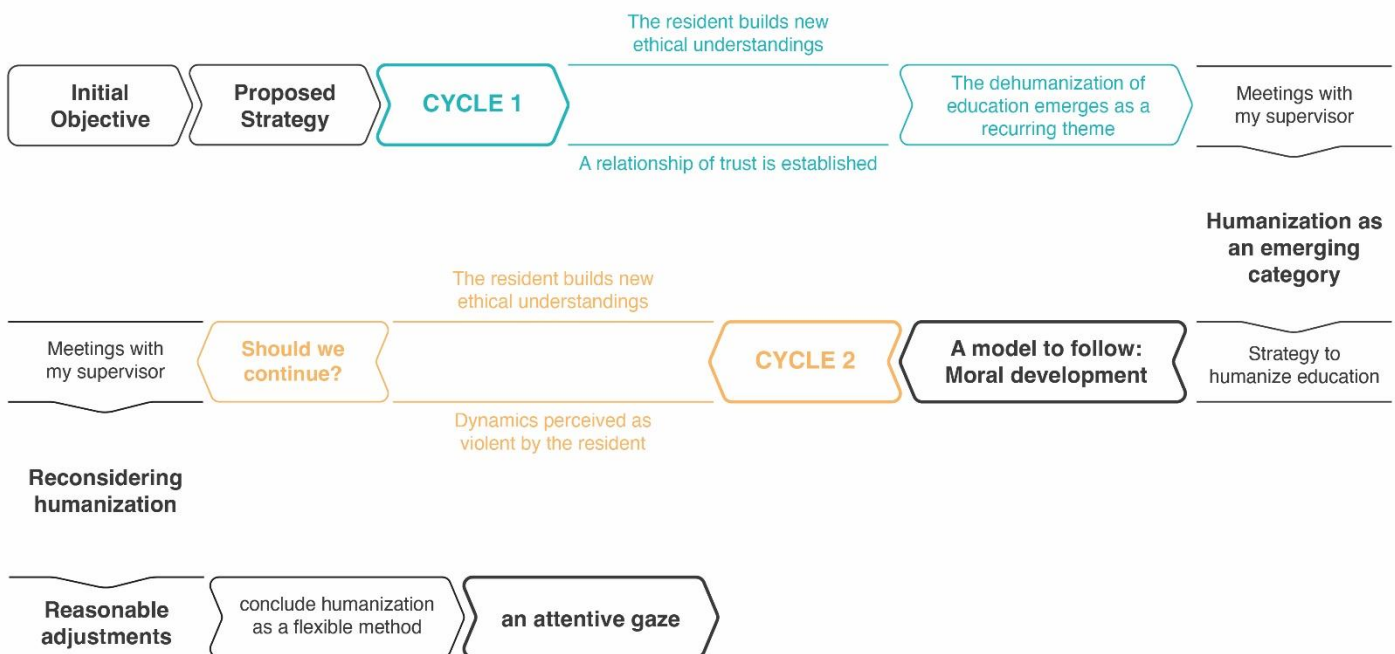 The resident builds new
ethical understandings
Initial
Objective
Proposed
Strategy
CYCLE 1
The dehumanization of
education emerges as a
recurring theme
Meetings with
my supervisor
A relationship of trust is established
Humanization as
an emerging
category
The resident builds new
ethical understandings
Meetings with
my supervisor
Should we
continue?
CYCLE 2
A model to follow:
Moral development
Strategy to
humanize education
Dynamics perceived as
violent by the resident
Reconsidering
humanization
Reasonable
adjustments
conclude humanization
as a flexible method
an attentive gaze